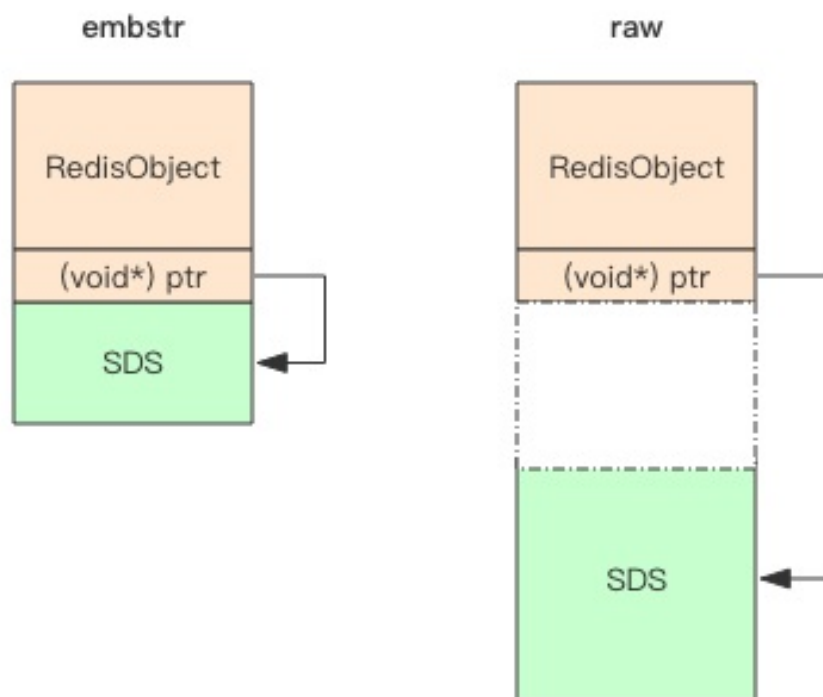 embstr
raw
RedisObject
RedisObject
(void*) ptr
(void*) ptr
SDS
SDS